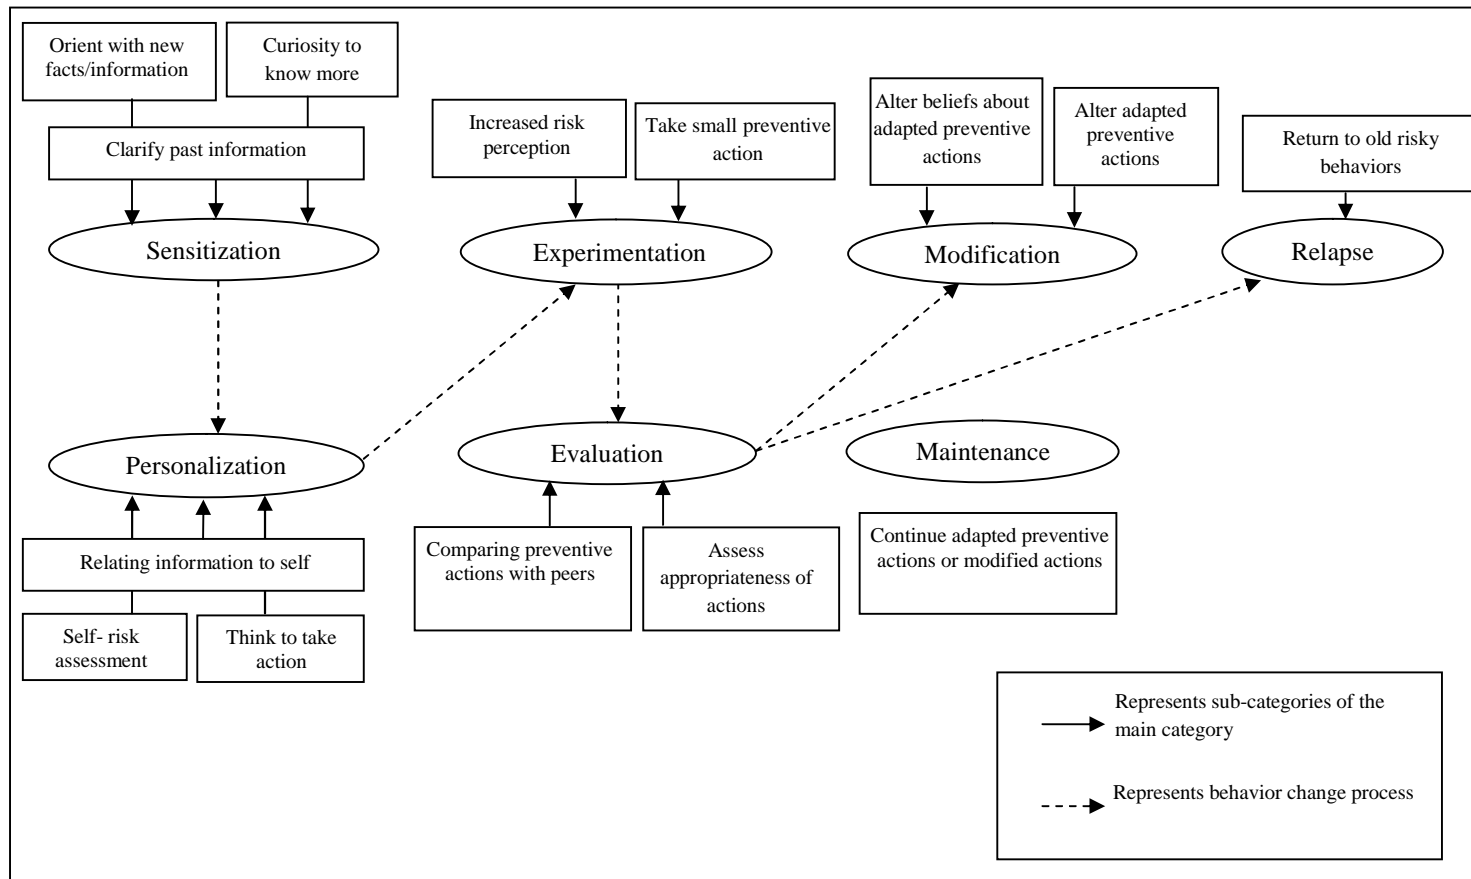 Orient with new
facts/information
Curiosity to
know more
Clarify past information
Sensitization
Increased risk
perception
Take small preventive
action
Experimentation
Alter beliefs about
adapted preventive
actions
Alter adapted
preventive
actions
Modification
Return to old risky
behaviors
Relapse
Personalization
Relating information to self
Self- risk
assessment
Think to take
action
Evaluation
Comparing preventive
actions with peers
Assess
appropriateness of
actions
Maintenance
Continue adapted preventive
actions or modified actions
Represents sub-categories of the
main category
Represents behavior change process